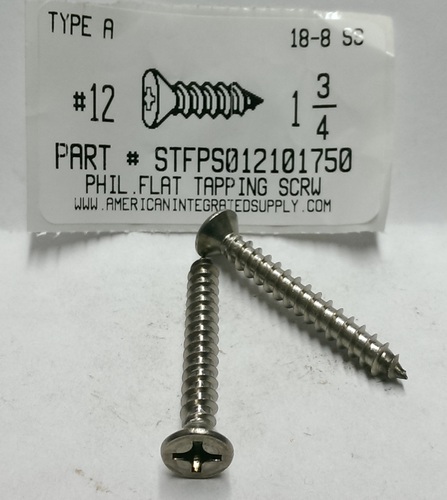 TYPE A 18-8 SS
#12 1 3/4
PART # STFPS012101750
PHIL.FLAT TAPPING SCRW
WWW.AMERICANINTEGRATEDSUPPLY.COM